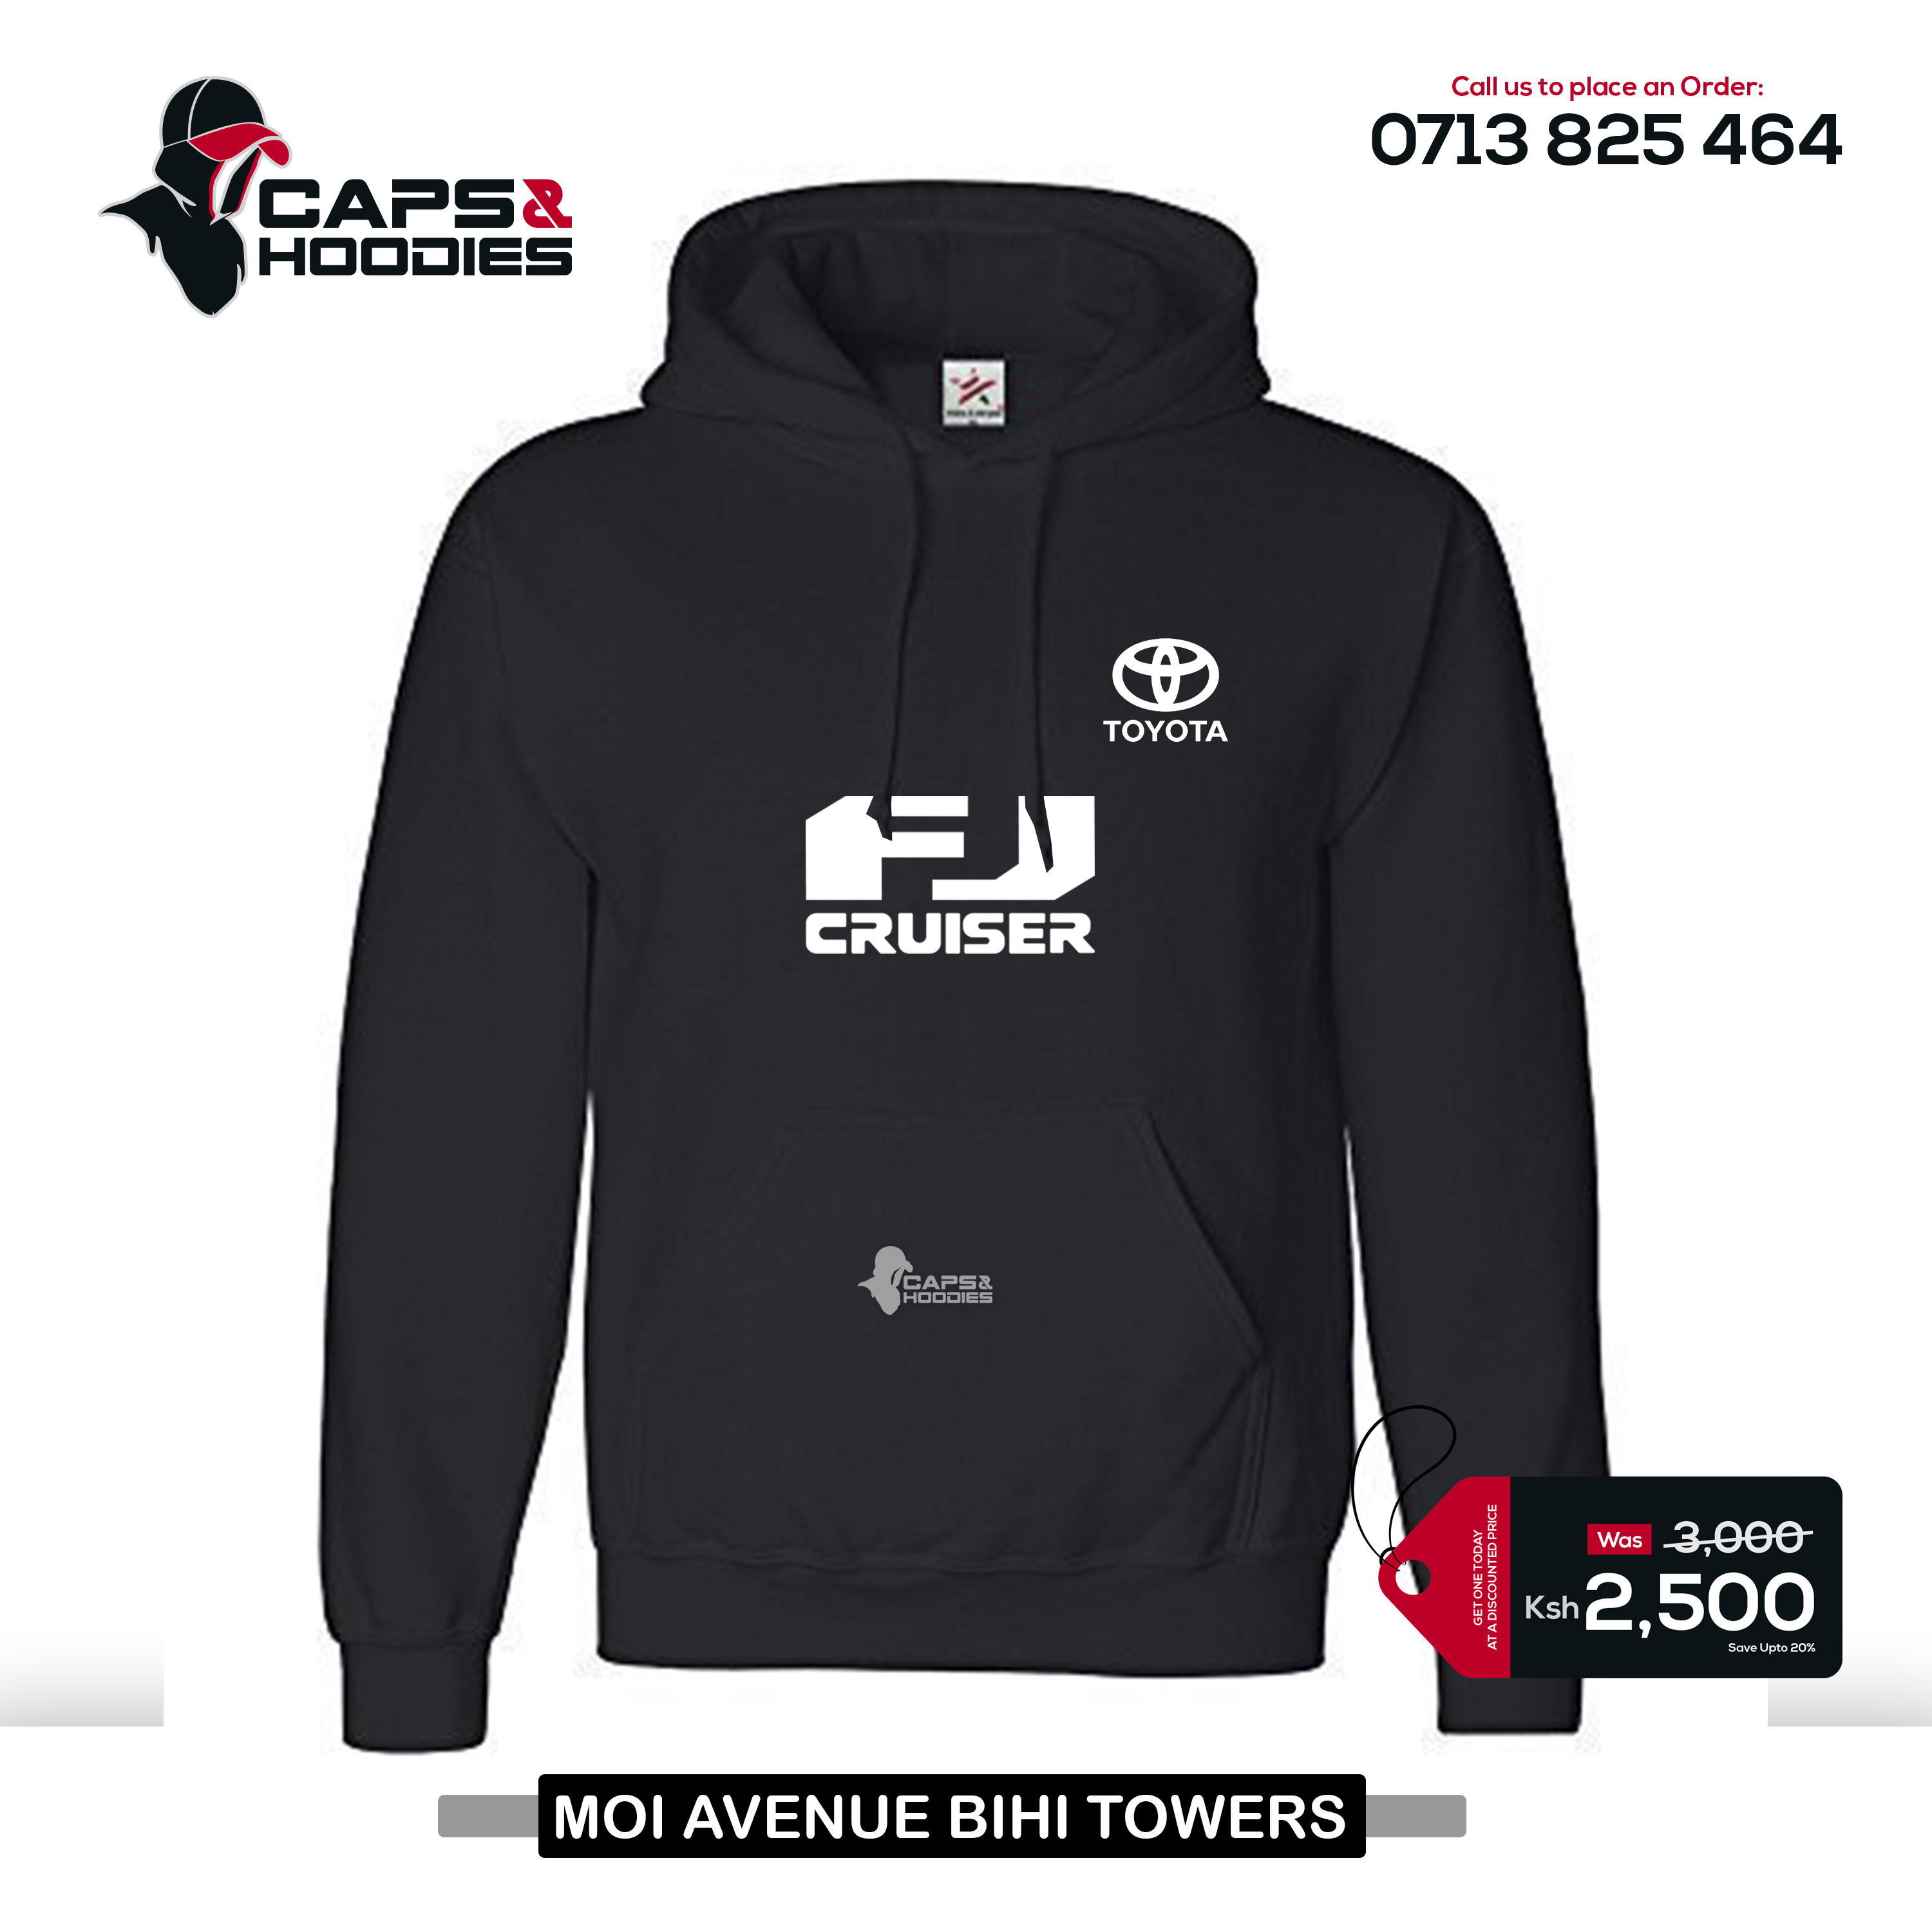 CAPS&
HOODIES
Call us to place an Order:
0713 825 464
TOYOTA
FJ
CRUISER
CAPS&
HOODIES
GET ONE TODAY
AT A DISCOUNTED PRICE
Was 3,000
Ksh 2,500
Save Upto 20%
MOI AVENUE BIHI TOWERS